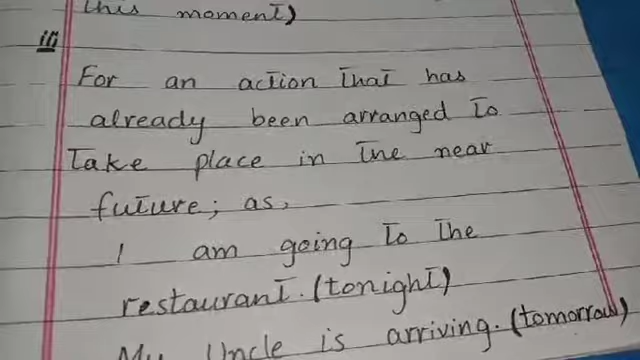 this moment)
iii
For an action that has
already been arranged to
take place in the near
future; as,
I am going to the
restaurant. (tonight)
My Uncle is arriving. (tomorrow)